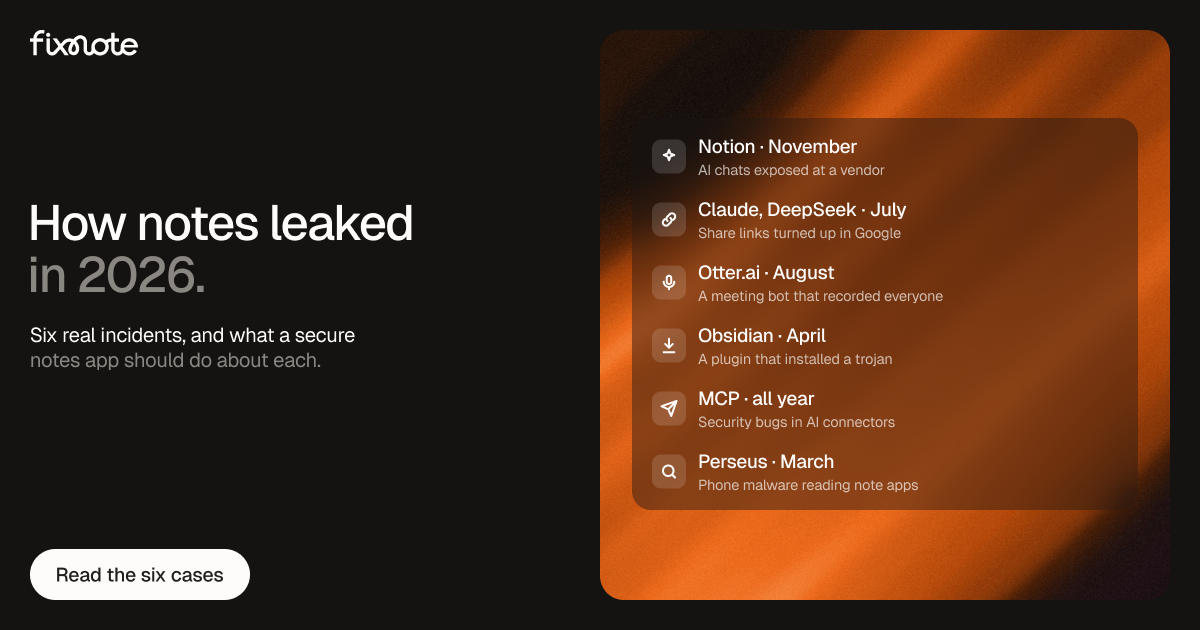 fixnote
How notes leaked
in 2026.
Six real incidents, and what a secure
notes app should do about each.
Read the six cases
Notion · November
AI chats exposed at a vendor
Claude, DeepSeek · July
Share links turned up in Google
Otter.ai · August
A meeting bot that recorded everyone
Obsidian · April
A plugin that installed a trojan
MCP · all year
Security bugs in AI connectors
Perseus · March
Phone malware reading note apps